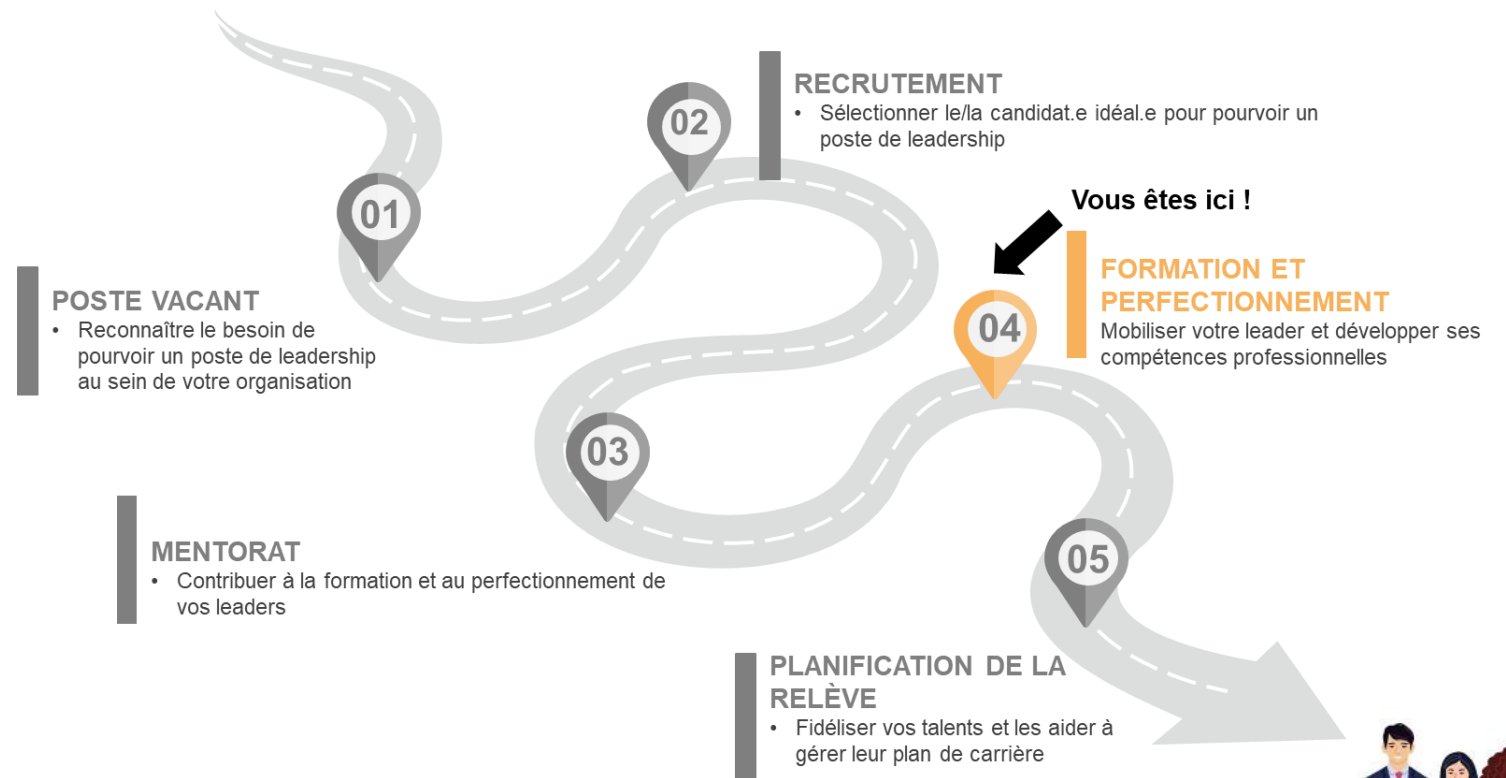 01
POSTE VACANT
• Reconnaître le besoin de
pourvoir un poste de leadership
au sein de votre organisation
02
RECRUTEMENT
• Sélectionner le/la candidat.e idéal.e pour pourvoir un
poste de leadership
03
MENTORAT
• Contribuer à la formation et au perfectionnement de
vos leaders
Vous êtes ici !
04
FORMATION ET
PERFECTIONNEMENT
Mobiliser votre leader et développer ses
compétences professionnelles
05
PLANIFICATION DE LA
RELÈVE
• Fidéliser vos talents et les aider à
gérer leur plan de carrière